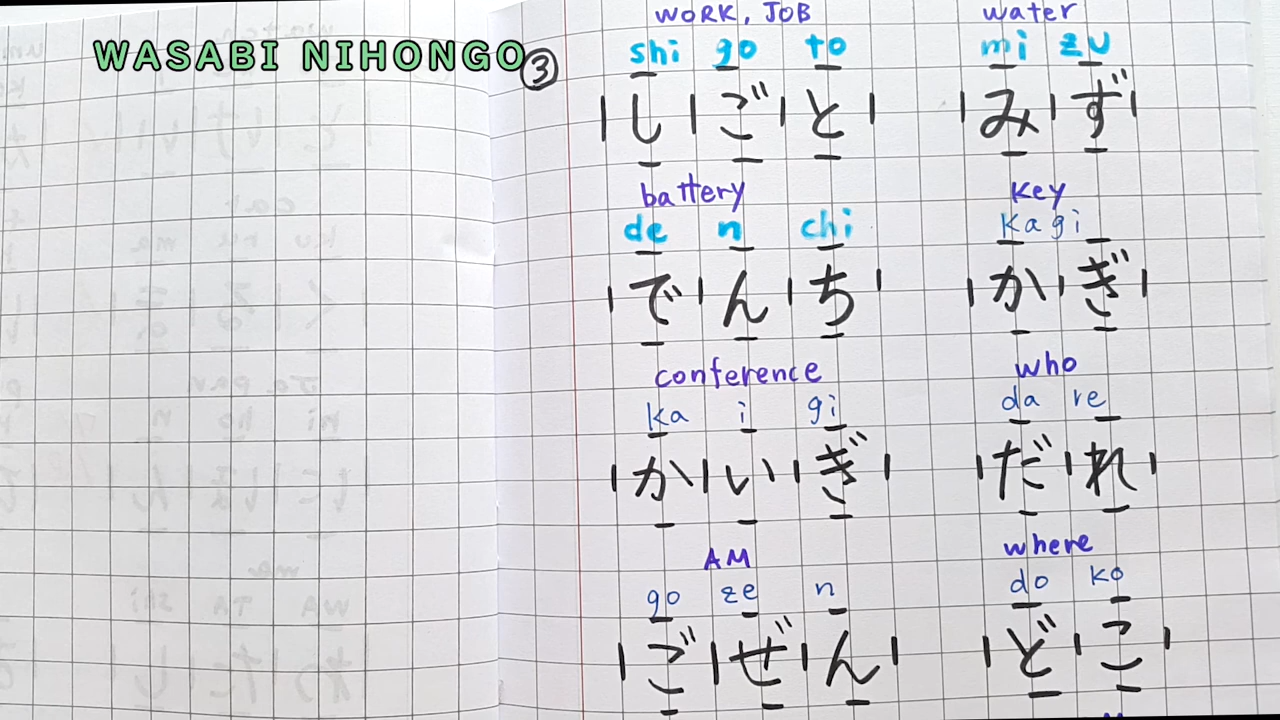 WASABI NIHONGO
③
WORK, JOB
shi go to
しごと
water
mi zu
みず
battery
de n chi
でんち
key
kagi
かぎ
conference
ka i gi
かいぎ
who
da re
だれ
AM
go ze n
ごぜん
where
do ko
どこ